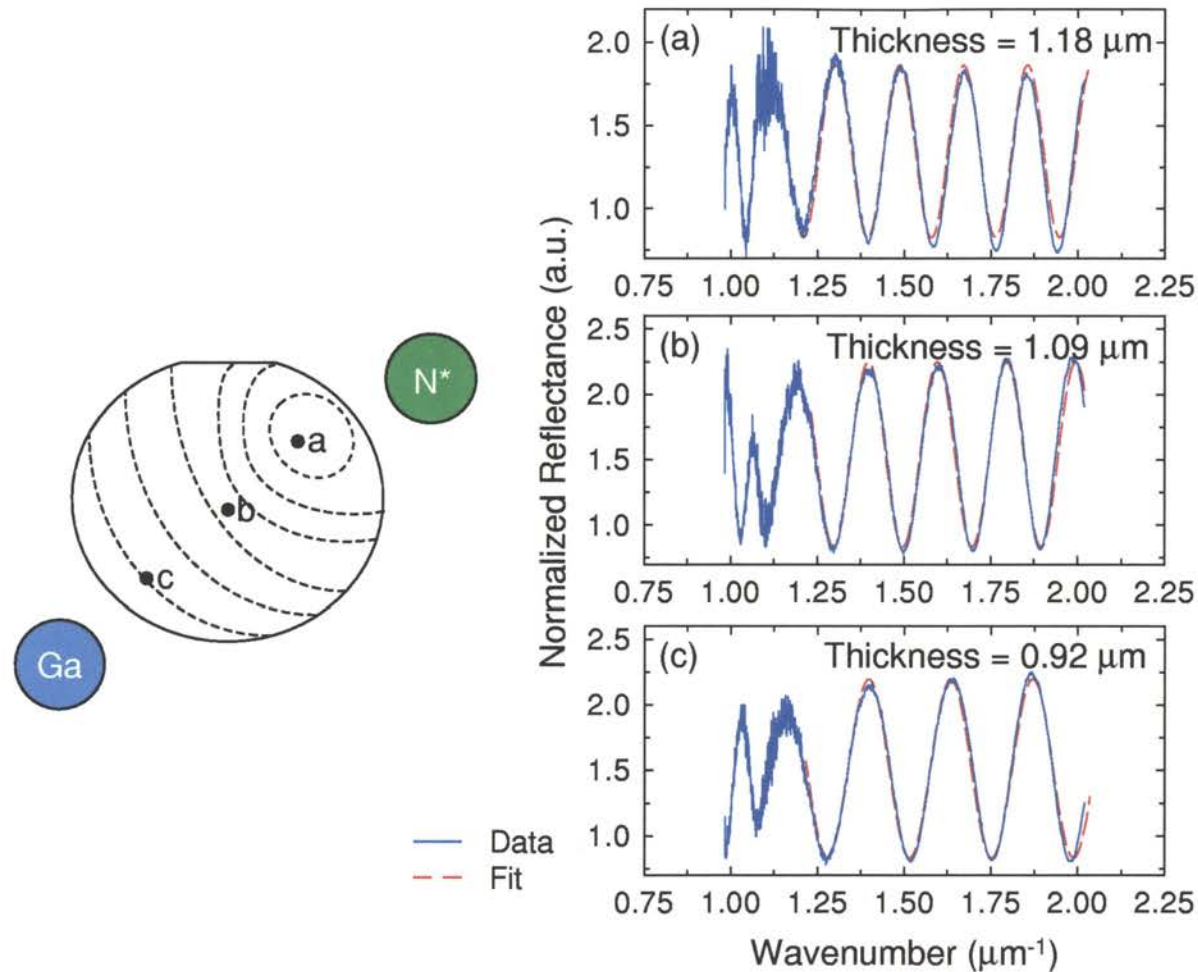 N*
a
b
c
Ga
Data
Fit
Normalized Reflectance (a.u.)
(a)
Thickness = 1.18 μm
2.0
1.5
1.0
0.75 1.00 1.25 1.50 1.75 2.00 2.25
(b)
Thickness = 1.09 μm
2.5
2.0
1.5
1.0
0.75 1.00 1.25 1.50 1.75 2.00 2.25
(c)
Thickness = 0.92 μm
2.5
2.0
1.5
1.0
0.75 1.00 1.25 1.50 1.75 2.00 2.25
Wavenumber (μm⁻¹)